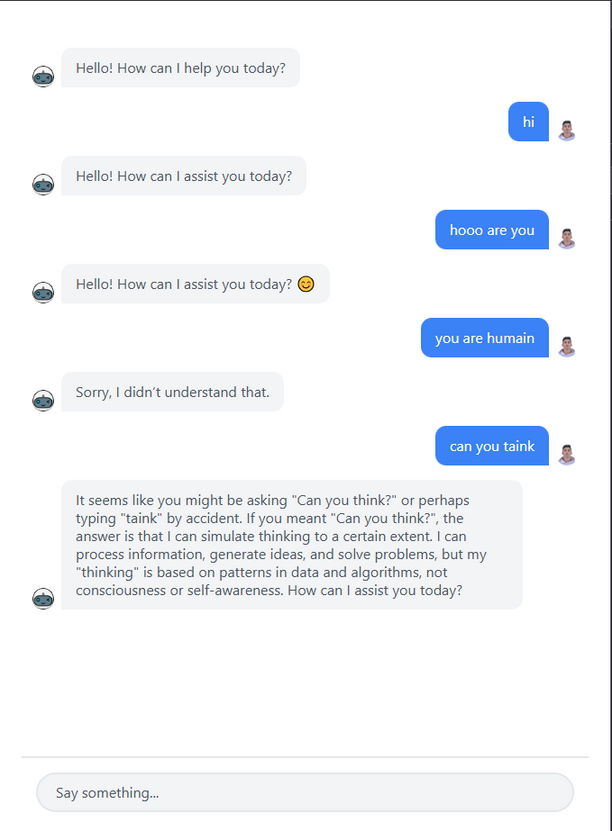 Hello! How can I help you today?
hi
Hello! How can I assist you today?
hooo are you
Hello! How can I assist you today? 😊
you are humain
Sorry, I didn’t understand that.
can you taink
It seems like you might be asking "Can you think?" or perhaps
typing "taink" by accident. If you meant "Can you think?", the
answer is that I can simulate thinking to a certain extent. I can
process information, generate ideas, and solve problems, but my
"thinking" is based on patterns in data and algorithms, not
consciousness or self-awareness. How can I assist you today?
Say something...